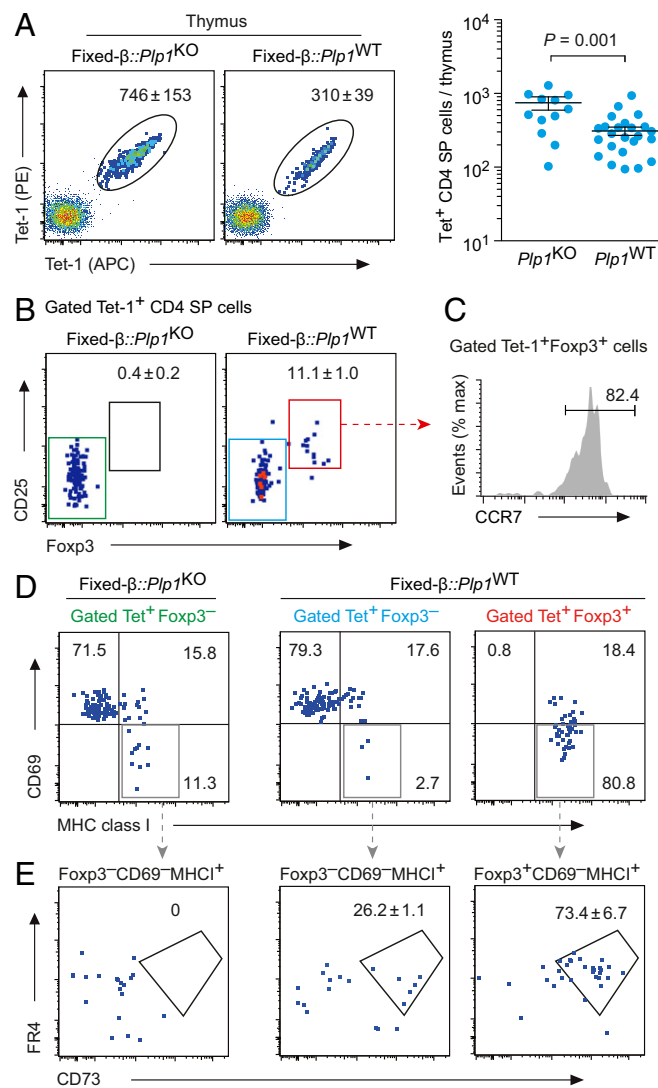 A
Thymus
Fixed-β::Plp1KO
Fixed-β::Plp1WT
746±153
310±39
Tet-1 (PE)
Tet-1 (APC)
P = 0.001
Tet+ CD4 SP cells / thymus
10⁴
10³
10²
10¹
Plp1KO
Plp1WT
B Gated Tet-1+ CD4 SP cells
Fixed-β::Plp1KO
Fixed-β::Plp1WT
0.4±0.2
11.1±1.0
CD25
Foxp3
C
Gated Tet-1+Foxp3+ cells
82.4
Events (% max)
CCR7
D
Fixed-β::Plp1KO
Fixed-β::Plp1WT
Gated Tet+Foxp3–
Gated Tet+Foxp3–
Gated Tet+Foxp3+
71.5 15.8
79.3 17.6
0.8 18.4
11.3
2.7
80.8
CD69
MHC class I
E
Foxp3–CD69–MHCI+
Foxp3–CD69–MHCI+
Foxp3+CD69–MHCI+
0
26.2±1.1
73.4±6.7
FR4
CD73